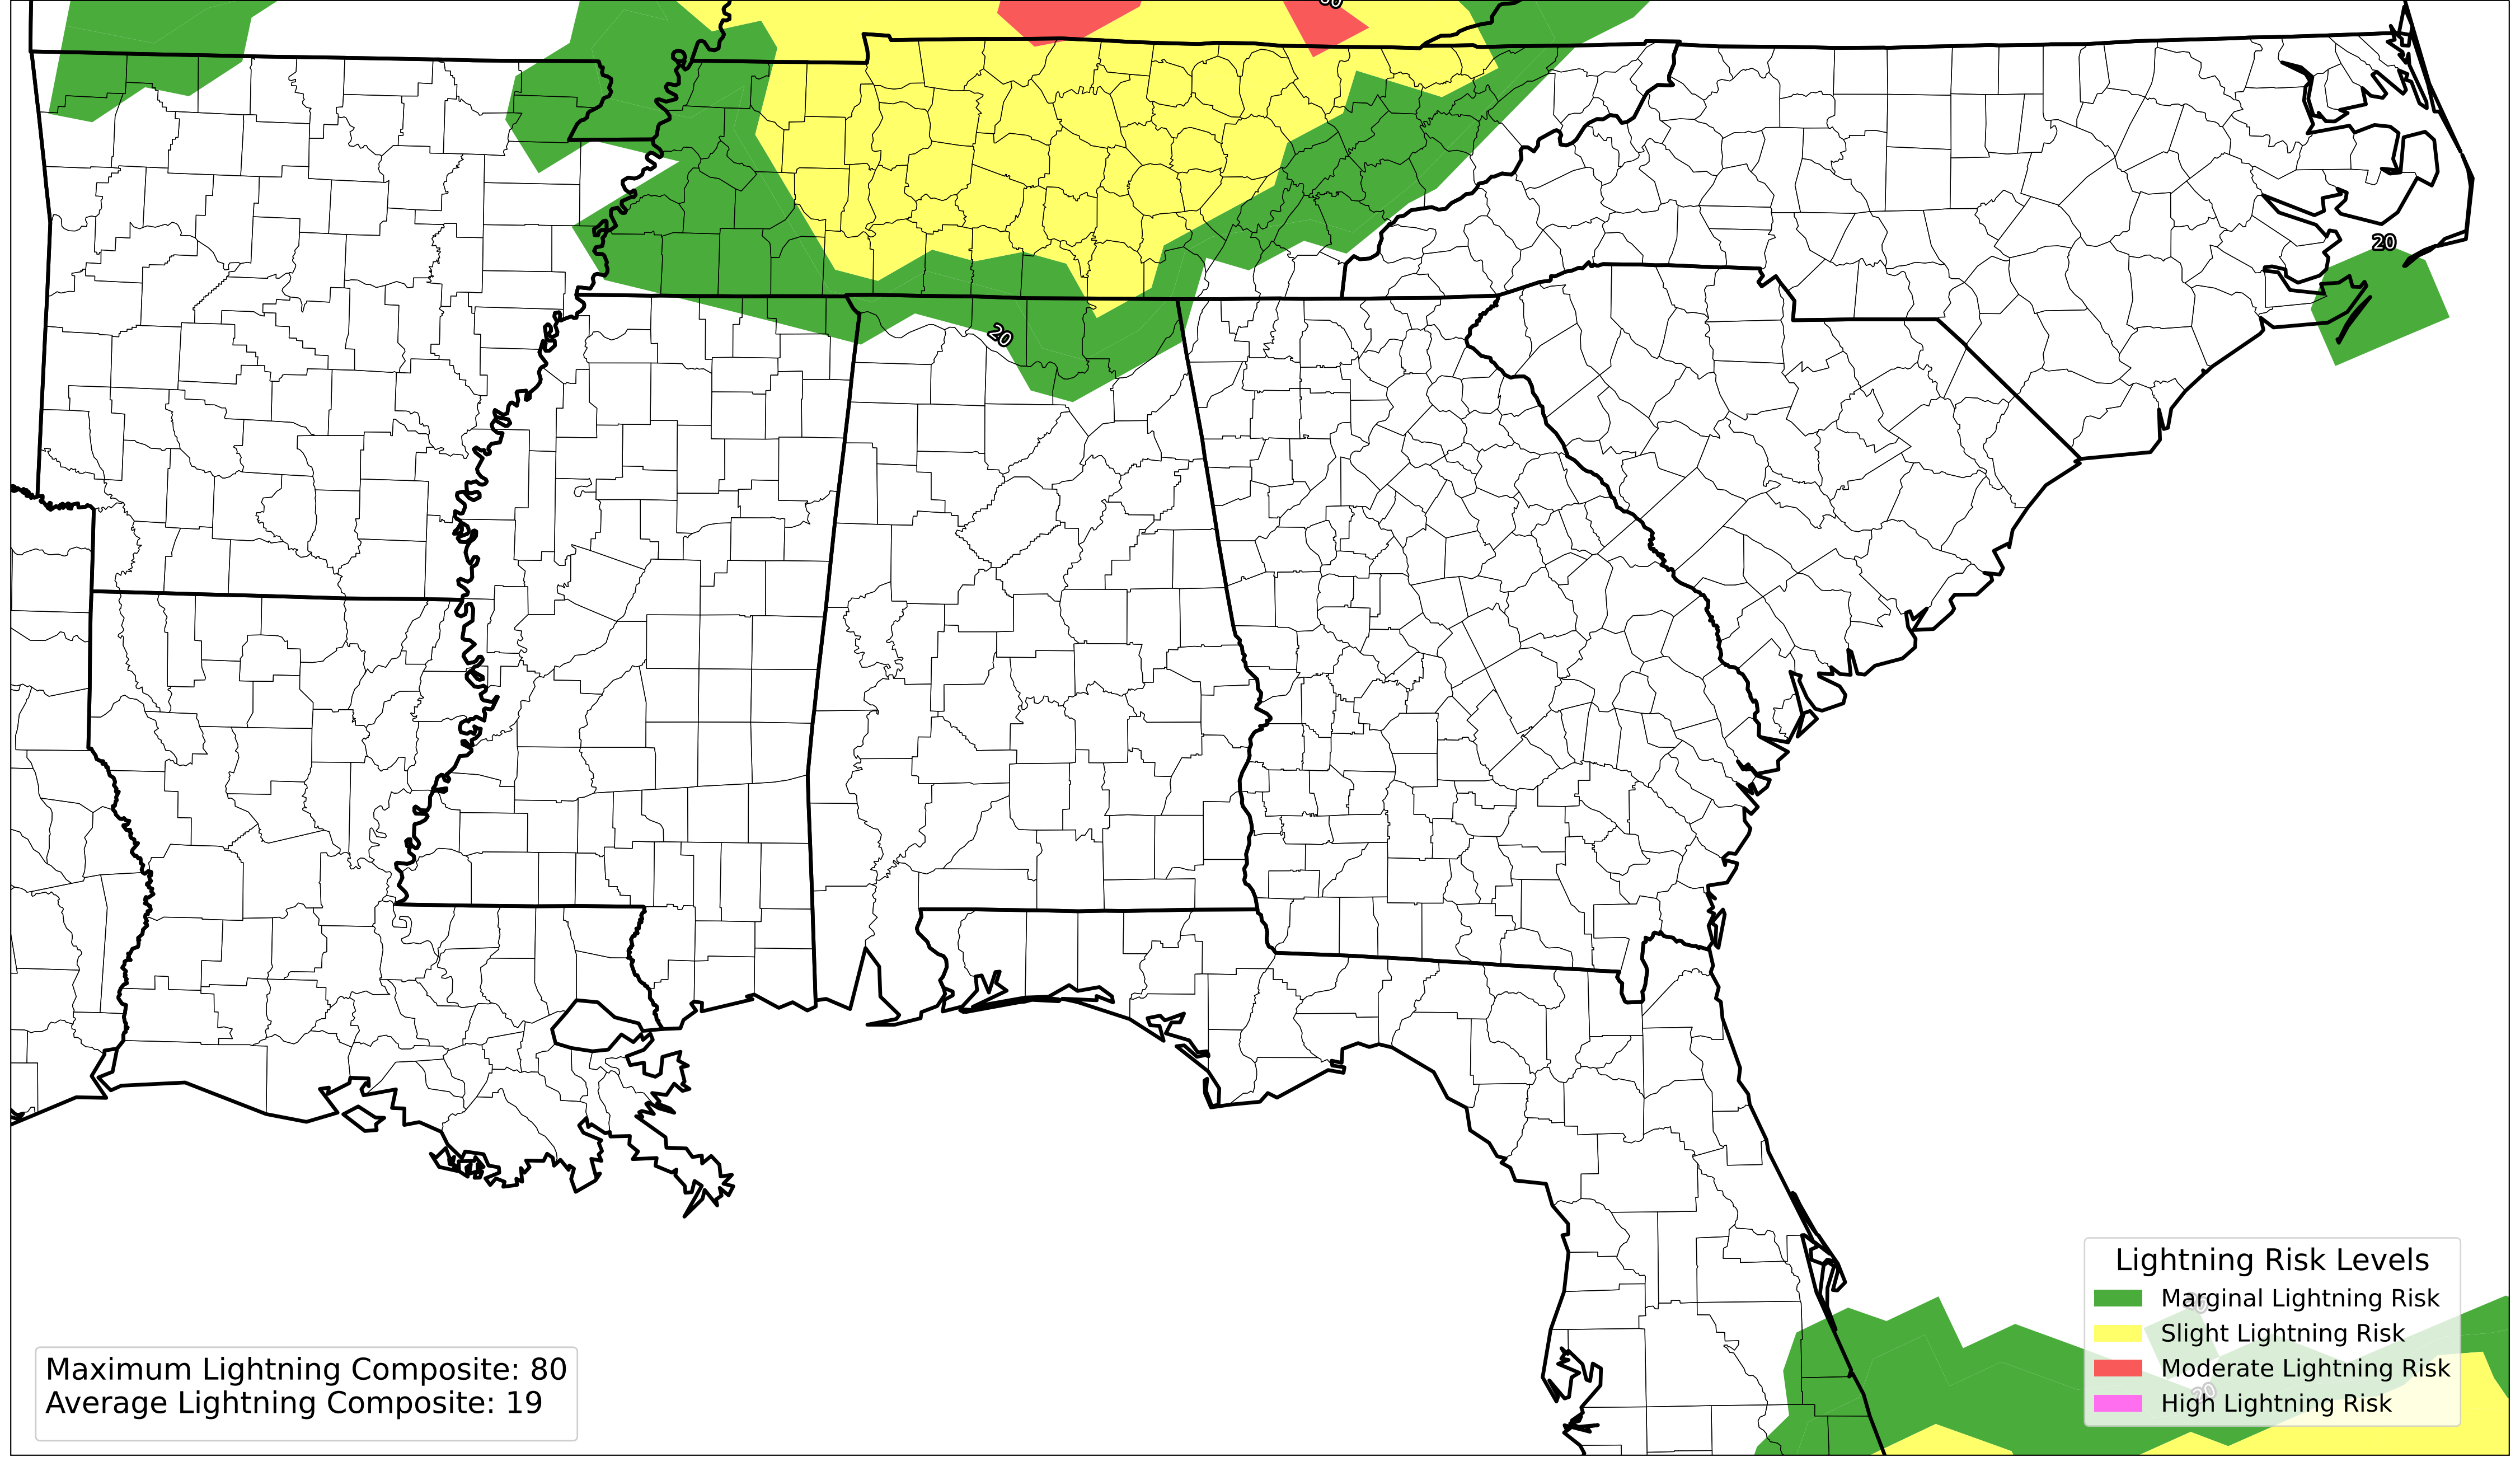 20
20
Lightning Risk Levels
Marginal Lightning Risk
Slight Lightning Risk
Moderate Lightning Risk
High Lightning Risk
20
Maximum Lightning Composite: 80
Average Lightning Composite: 19